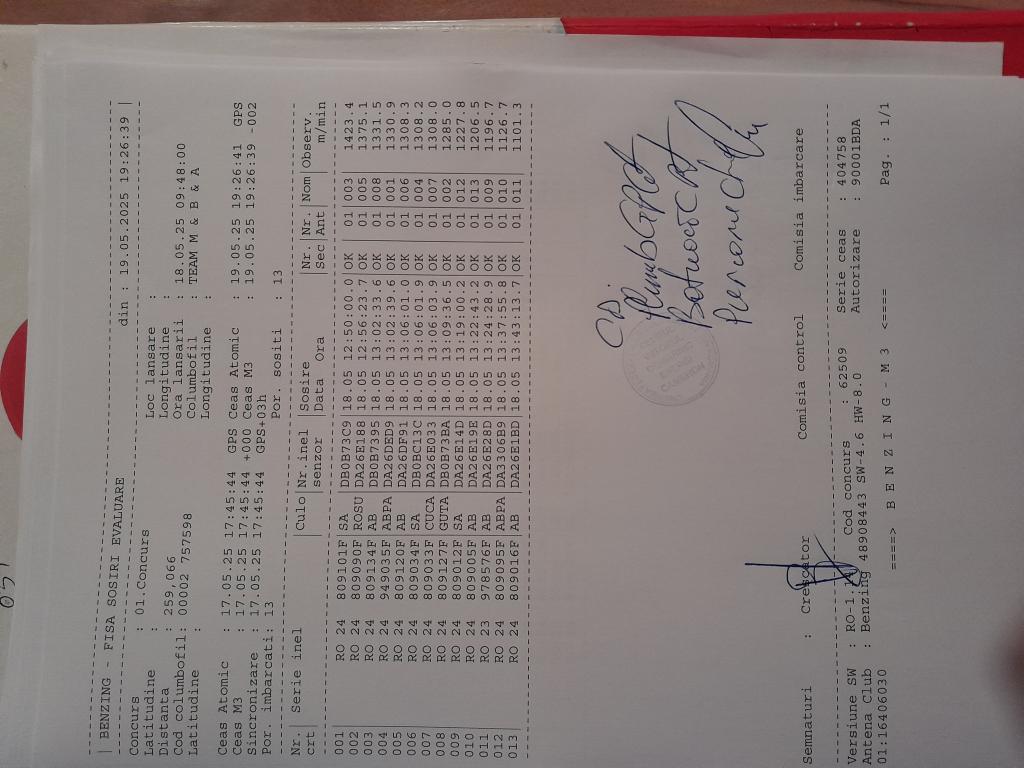 | BENZING - FISA SOSIRI EVALUARE din : 19.05.2025 19:26:39 |
Concurs : 01.Concurs Loc lansare :
Latitudine : Longitudine :
Distanta : 259,066 Ora lansarii : 18.05.25 09:48:00
Cod columbofil: 00002 757598 Columbofil : TEAM M & B & A
Latitudine : Longitudine :
Ceas Atomic : 17.05.25 17:45:44 GPS Ceas Atomic : 19.05.25 19:26:41 GPS
Ceas M3 : 17.05.25 17:45:44 +000 Ceas M3 : 19.05.25 19:26:39 -002
Sincronizare : 17.05.25 17:45:44 GPS+03h
Por. imbarcati: 13 Por. sositi : 13
Nr.| Serie inel |Culo|Nr.inel |Sosire |Nr.|Nr.|Nom|Observ.
crt| | |senzor |Data Ora |Sec|Ant| | m/min
001 | RO 24 809101F|SA |DB0B73C9|18.05 12:50:00.0|OK |01 |003| 1423.4
002 | RO 24 809090F|ROSU|DA26E188|18.05 12:56:23.7|OK |01 |005| 1375.1
003 | RO 24 809134F|AB |DB0B7395|18.05 13:02:33.6|OK |01 |008| 1331.5
004 | RO 24 949035F|ABPA|DA26DED9|18.05 13:02:39.6|OK |01 |001| 1330.9
005 | RO 24 809120F|AB |DA26DF91|18.05 13:06:01.0|OK |01 |006| 1308.3
006 | RO 24 809034F|SA |DB0BC13C|18.05 13:06:01.9|OK |01 |004| 1308.2
007 | RO 24 809033F|CUCA|DA26E033|18.05 13:06:03.9|OK |01 |007| 1308.0
008 | RO 24 809127F|GUTA|DB0B73BA|18.05 13:09:36.5|OK |01 |002| 1285.0
009 | RO 24 809012F|SA |DA26E14D|18.05 13:19:00.2|OK |01 |012| 1227.8
010 | RO 24 809005F|AB |DA26E19E|18.05 13:22:43.2|OK |01 |013| 1206.5
011 | RO 23 978576F|AB |DA26E28D|18.05 13:24:28.9|OK |01 |009| 1196.7
012 | RO 24 809095F|ABPA|DA3306B9|18.05 13:37:55.8|OK |01 |010| 1126.7
013 | RO 24 809016F|AB |DA26E1BD|18.05 13:43:13.7|OK |01 |011| 1101.3
Semnaturi : Crescator Comisia control Comisia imbarcare
Versiune SW : Cod concurs : 62509 Serie ceas : 404758
Antena Club : Benzing 48908443 SW-4.6 HW-8.0 Autorizare : 90001BDA
01:16406030 ====> B E N Z I N G - M 3 <==== Pag. : 1/1